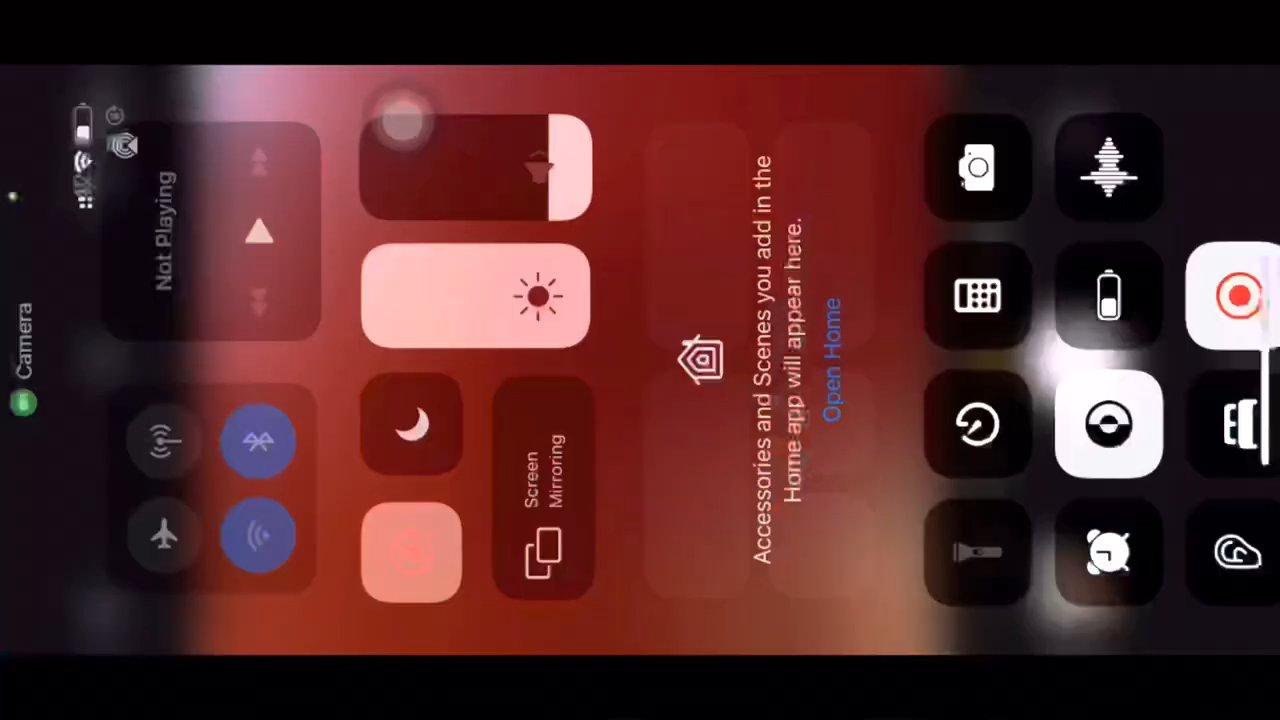 Camera
Not Playing
Screen
Mirroring
Accessories and Scenes you add in the
Home app will appear here.
Open Home